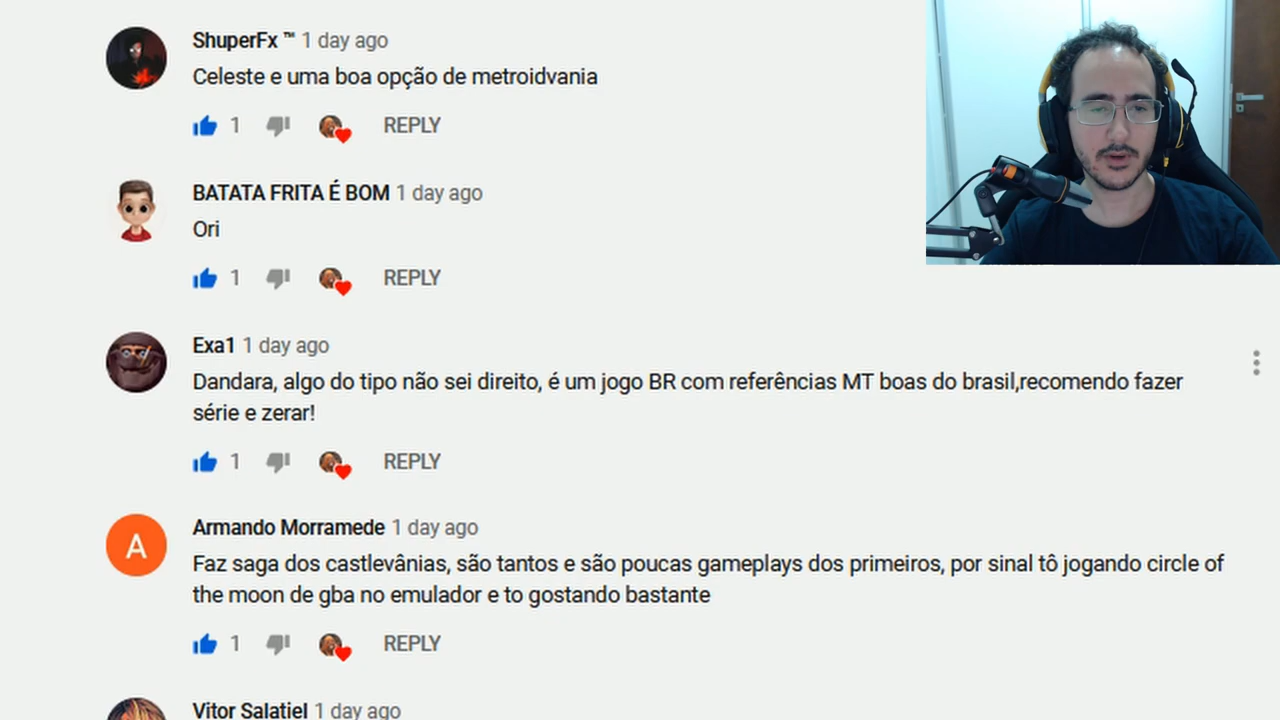 ShuperFx ™ 1 day ago
Celeste e uma boa opção de metroidvania
1 REPLY
BATATA FRITA É BOM 1 day ago
Ori
1 REPLY
Exa1 1 day ago
Dandara, algo do tipo não sei direito, é um jogo BR com referências MT boas do brasil,recomendo fazer
série e zerar!
1 REPLY
A
Armando Morramede 1 day ago
Faz saga dos castlevânias, são tantos e são poucas gameplays dos primeiros, por sinal tô jogando circle of
the moon de gba no emulador e to gostando bastante
1 REPLY
Vitor Salatiel 1 day ago